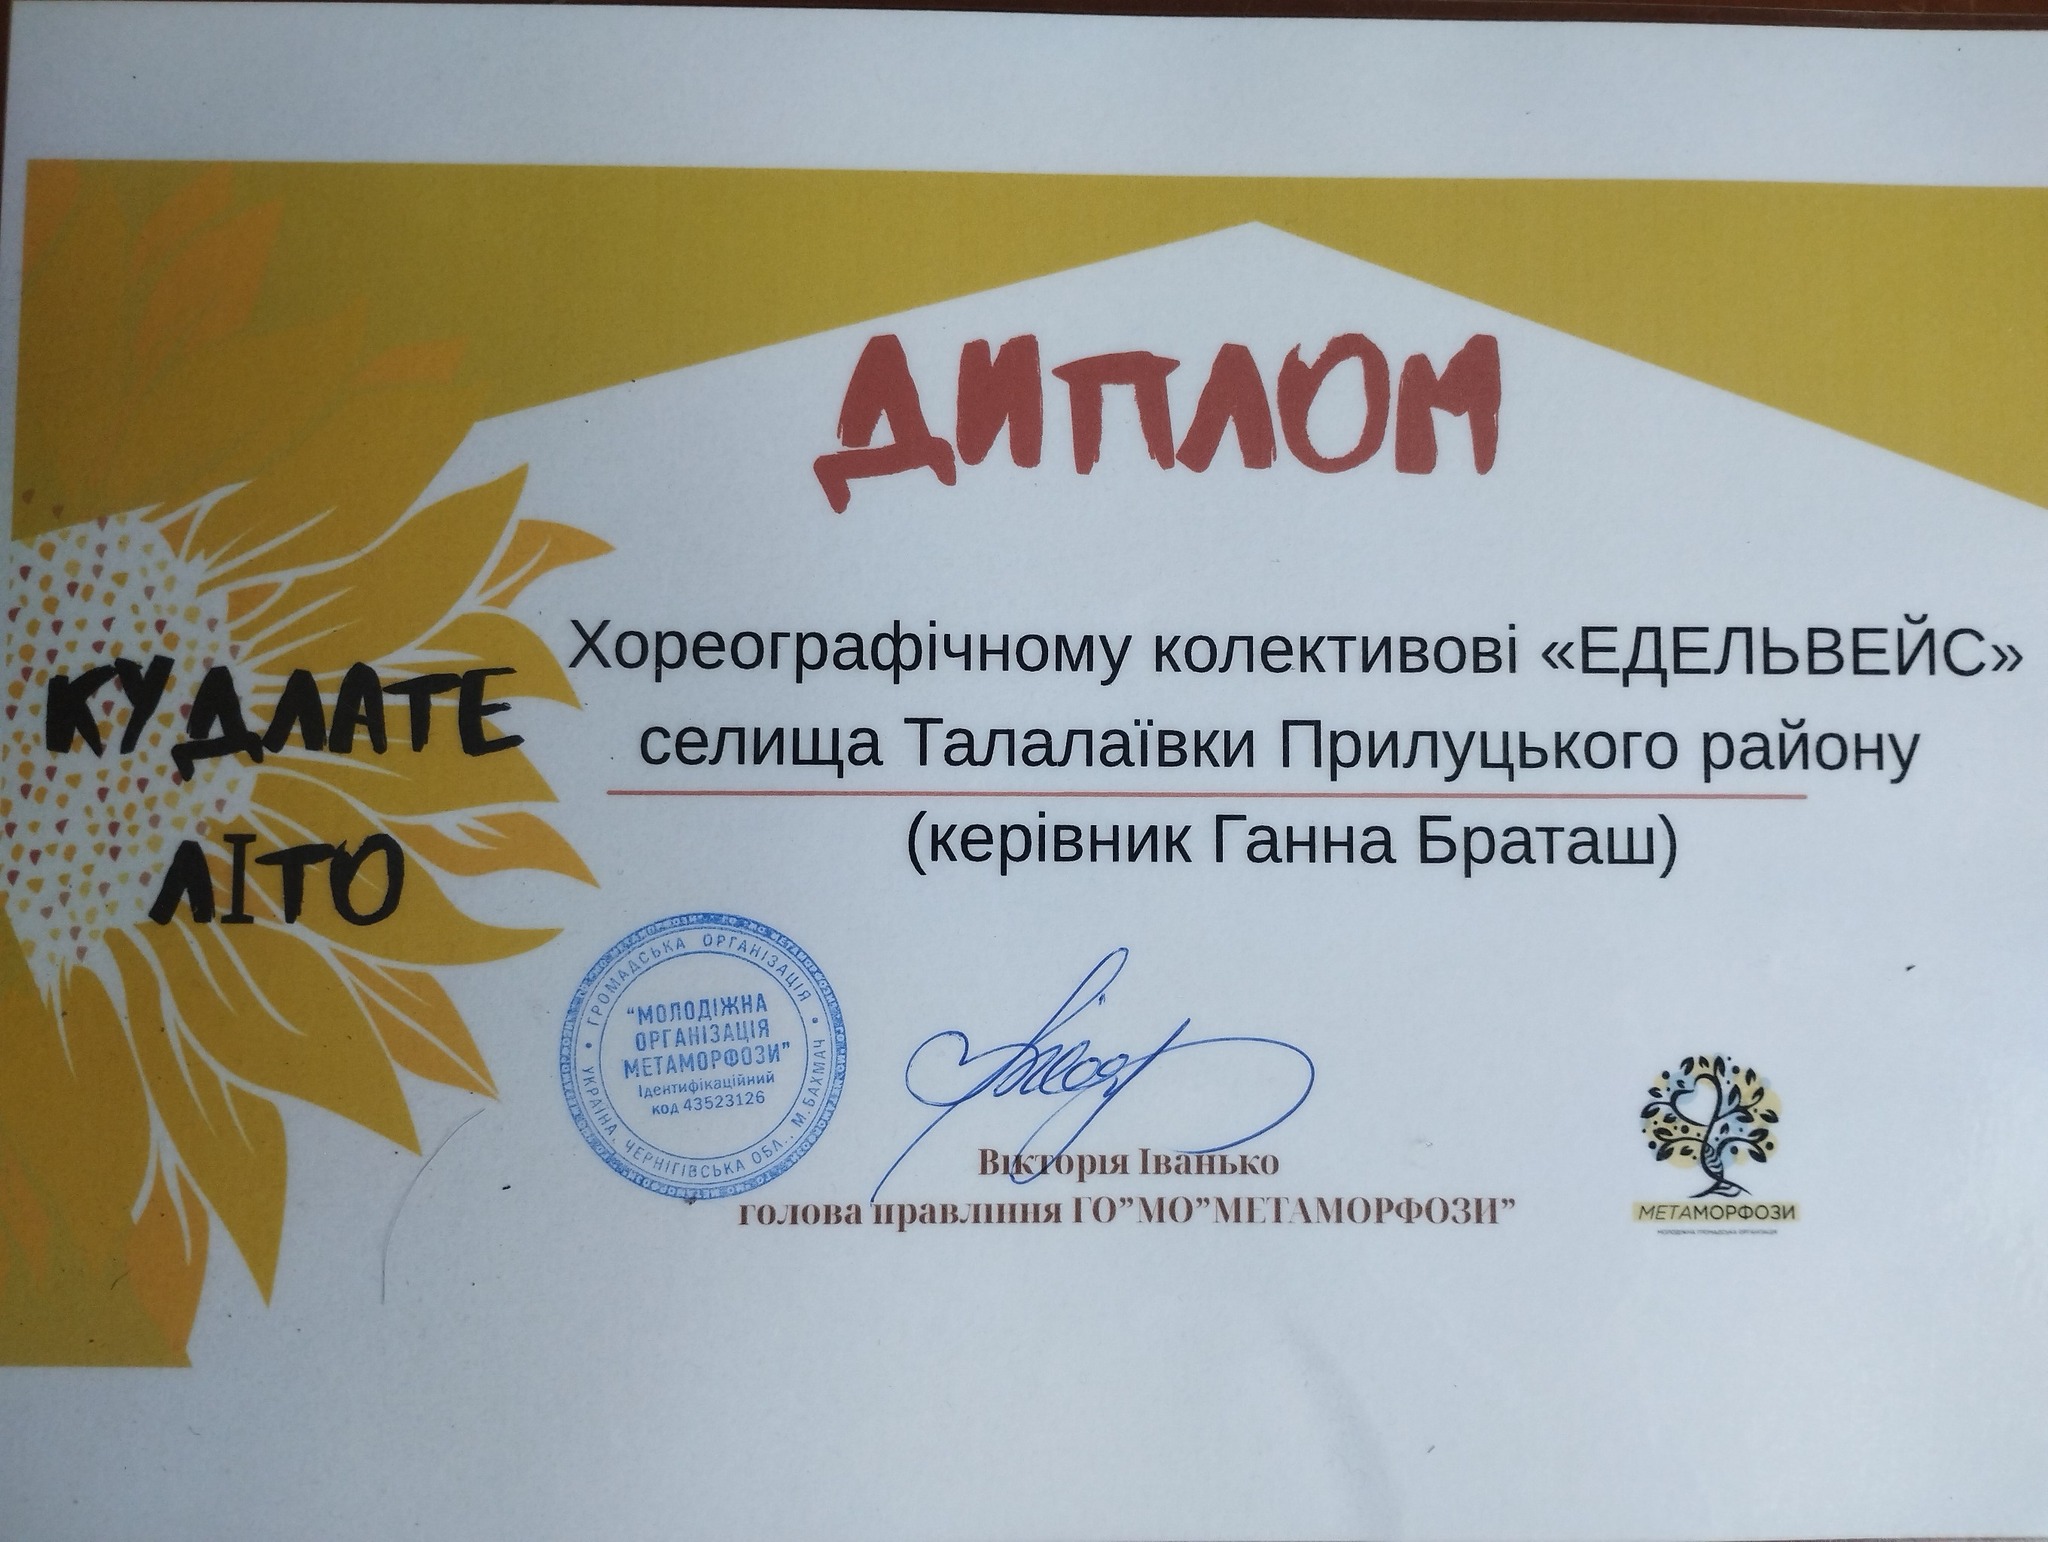 ДИПЛОМ
КУДЛАТЕ
ЛІТО
Хореографічному колективові «ЕДЕЛЬВЕЙС»
селища Талалаївки Прилуцького району
(керівник Ганна Браташ)
ГРОМАДСЬКА ОРГАНІЗАЦІЯ
УКРАЇНА, ЧЕРНІГІВСЬКА ОБЛ., М. БАХМАЧ
"МОЛОДІЖНА
ОРГАНІЗАЦІЯ
МЕТАМОРФОЗИ"
Ідентифікаційний
код 43523126
Вікторія Іванько
голова правління ГО”МО”МЕТАМОРФОЗИ”
МЕТАМОРФОЗИ